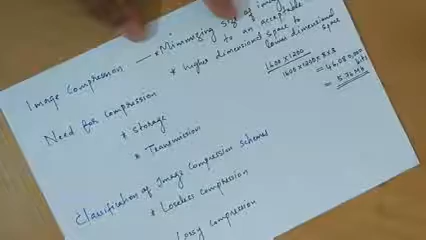 Image Compression — * Minimizing size of image
to an acceptable
* higher dimensional space to
lower dimensional
space
1600 x 1200
1600 x 1200 x 8 x 3
= 46,080,000
bits
= 5.76 Mb
Need for compression
* storage
* Transmission
Classification of Image compression schemes
* Loseless compression
Lossy compression